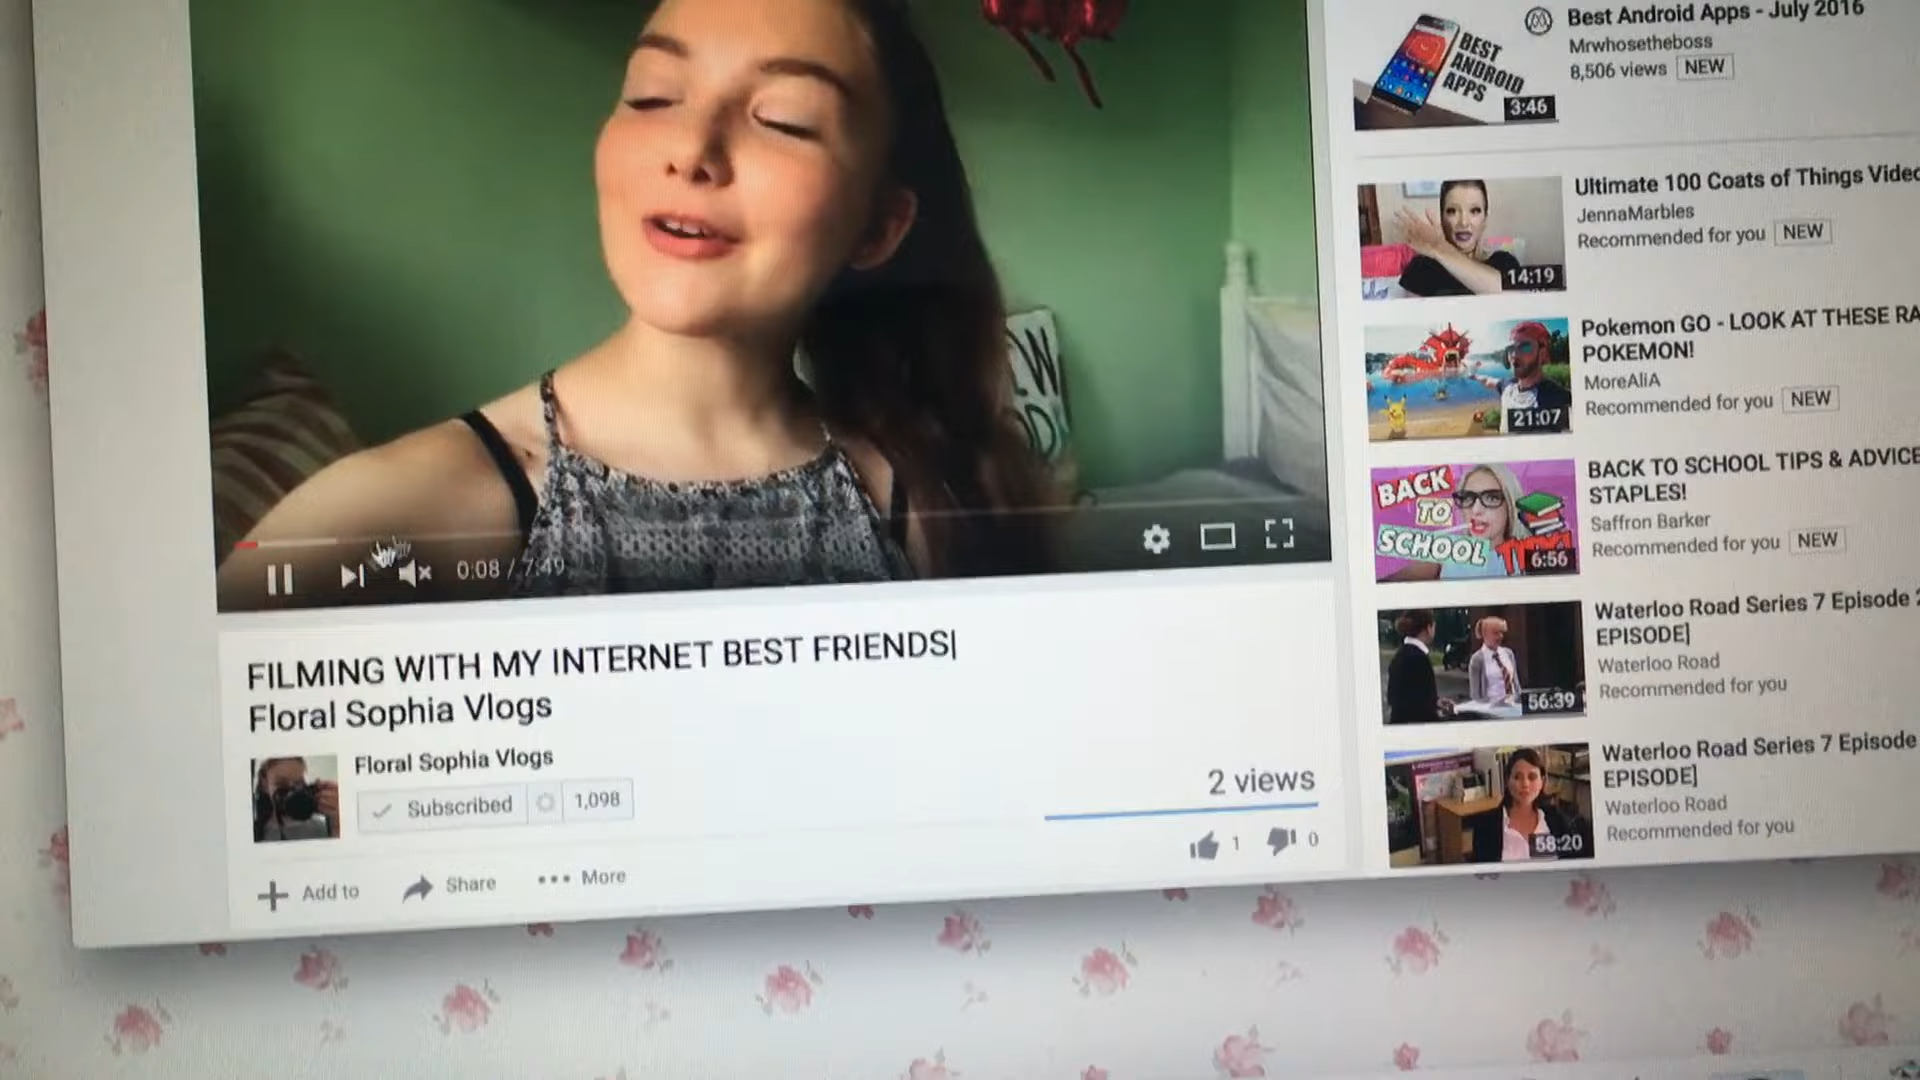 0:08 / 7:49
FILMING WITH MY INTERNET BEST FRIENDS|
Floral Sophia Vlogs
Floral Sophia Vlogs
Subscribed
1,098
2 views
1
0
Add to
Share
More
BEST
ANDROID
APPS
3:46
Best Android Apps - July 2016
Mrwhosetheboss
8,506 views NEW
14:19
Ultimate 100 Coats of Things Video
JennaMarbles
Recommended for you NEW
21:07
Pokemon GO - LOOK AT THESE RA
POKEMON!
MoreAliA
Recommended for you NEW
BACK
TO
SCHOOL
6:56
BACK TO SCHOOL TIPS & ADVICE
STAPLES!
Saffron Barker
Recommended for you NEW
56:39
Waterloo Road Series 7 Episode 2
EPISODE]
Waterloo Road
Recommended for you
58:20
Waterloo Road Series 7 Episode
EPISODE]
Waterloo Road
Recommended for you